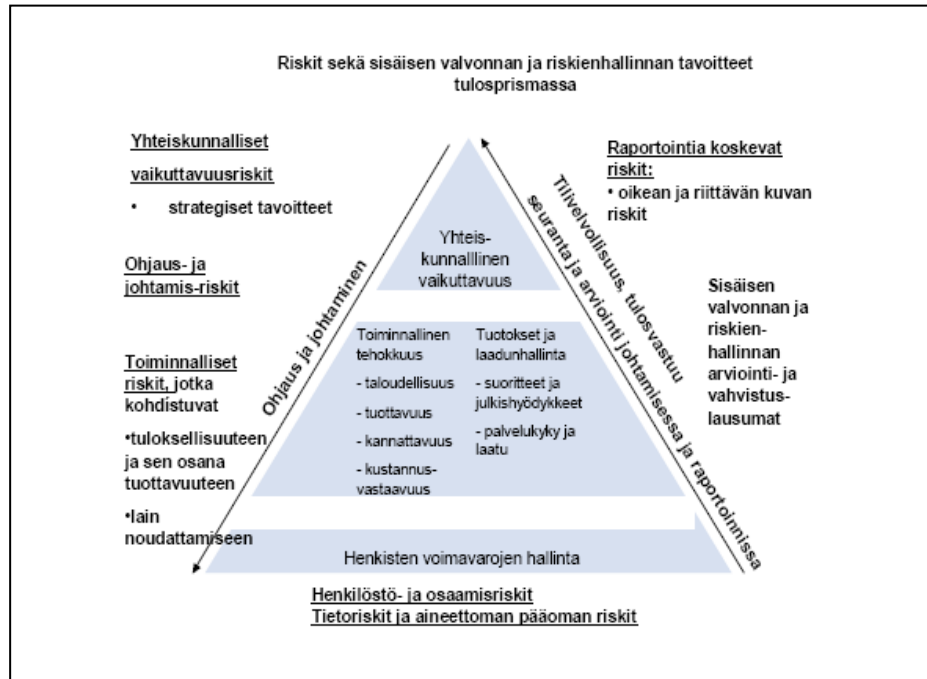 Riskit sekä sisäisen valvonnan ja riskienhallinnan tavoitteet
tulosprismassa
Yhteiskunnalliset
vaikuttavuusriskit
• strategiset tavoitteet
Ohjaus- ja
johtamis-riskit
Toiminnalliset
riskit, jotka
kohdistuvat
•tuloksellisuuteen
ja sen osana
tuottavuuteen
•lain
noudattamiseen
Ohjaus ja johtaminen
Yhteis-
kunnalllinen
vaikuttavuus
Toiminnallinen
tehokkuus
- taloudellisuus
- tuottavuus
- kannattavuus
- kustannus-
vastaavuus
Tuotokset ja
laadunhallinta
- suoritteet ja
julkishyödykkeet
- palvelukyky ja
laatu
Henkisten voimavarojen hallinta
Tilivelvollisuus, tulosvastuu
seuranta ja arviointi johtamisessa ja raportoinnissa
Raportointia koskevat
riskit:
• oikean ja riittävän kuvan
riskit
Sisäisen
valvonnan ja
riskien-
hallinnan
arviointi- ja
vahvistus-
lausumat
Henkilöstö- ja osaamisriskit
Tietoriskit ja aineettoman pääoman riskit